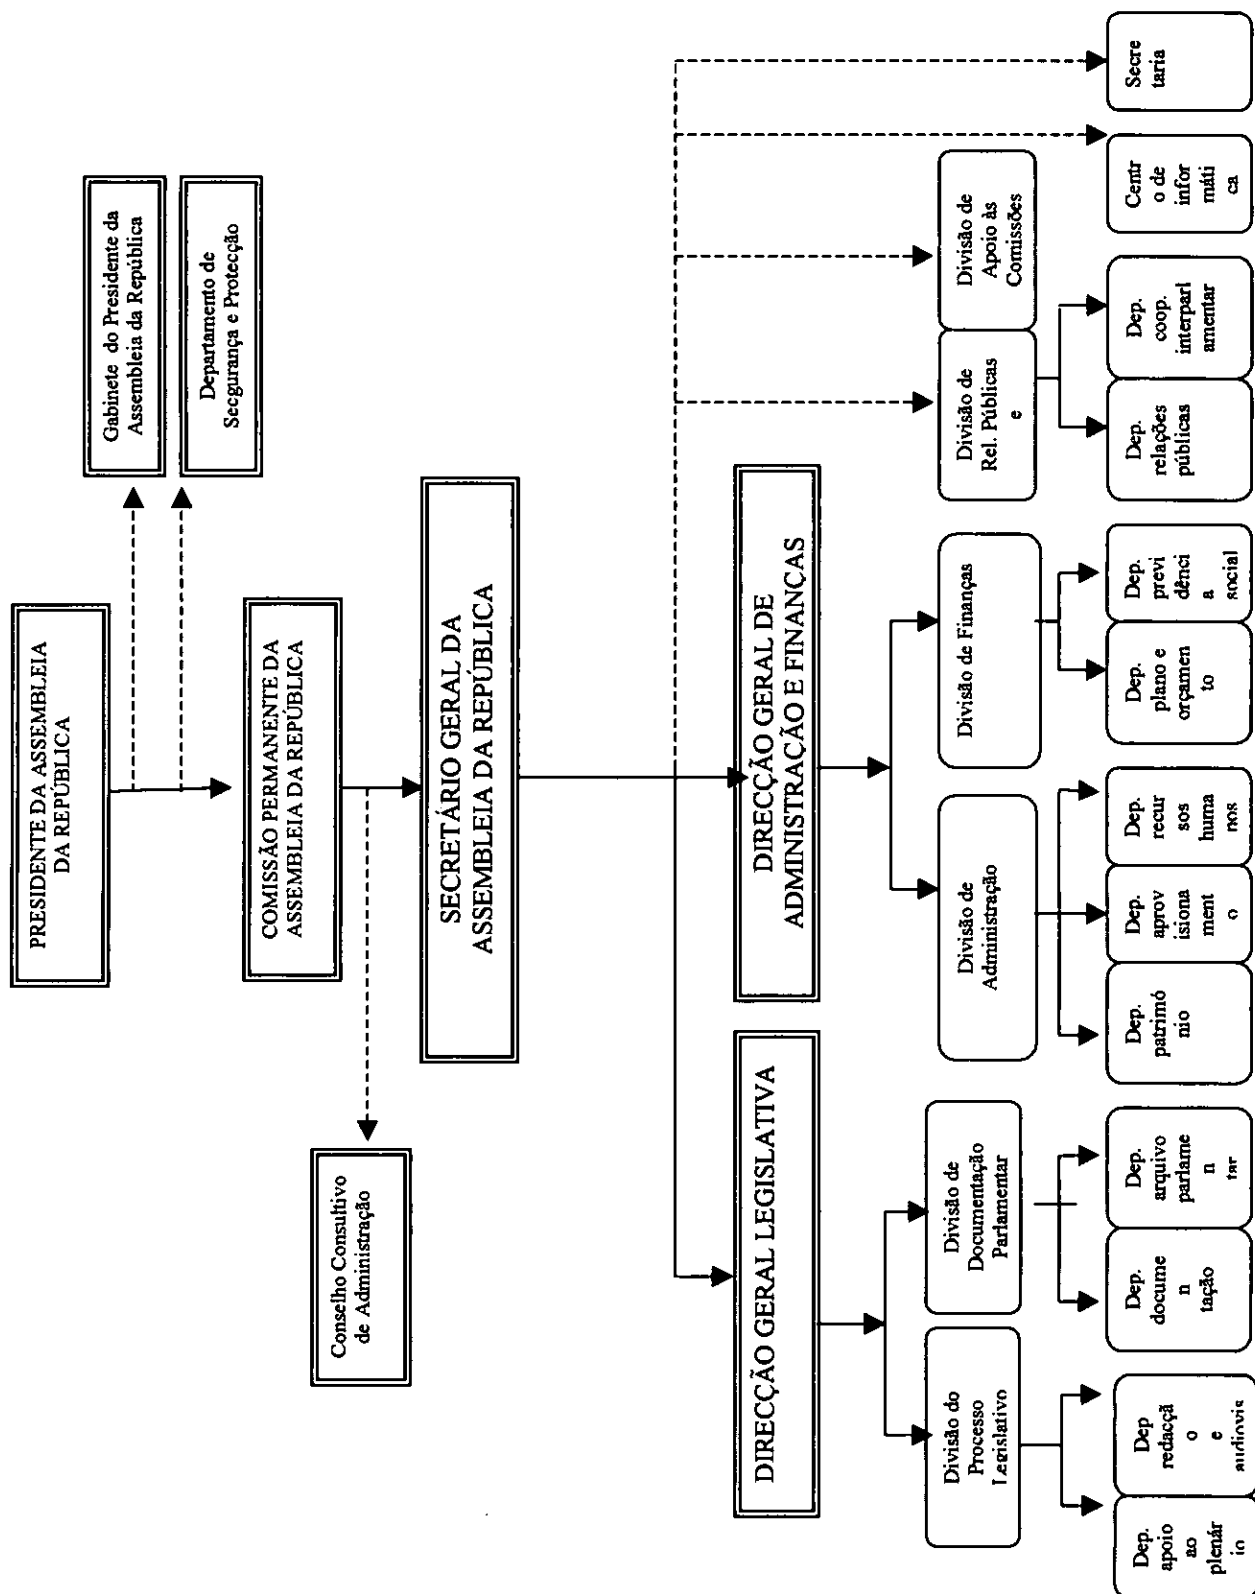 PRESIDENTE DA ASSEMBLEIA
DA REPÚBLICA
Gabinete do Presidente da
Assembleia da República
Departamento de
Secgurança e Protecção
COMISSÃO PERMANENTE DA
ASSEMBLEIA DA REPÚBLICA
Conselho Consultivo
de Administração
SECRETÁRIO GERAL DA
ASSEMBLEIA DA REPÚBLICA
DIRECÇÃO GERAL LEGISLATIVA
DIRECÇÃO GERAL DE
ADMINISTRAÇÃO E FINANÇAS
Divisão do
Processo
Legislativo
Divisão de
Documentação
Parlamentar
Divisão de
Administração
Divisão de Finanças
Divisão de
Rel. Públicas
e
Divisão de
Apoio às
Comissões
Dep.
apoio
ao
plenár
io
Dep
redacçã
o
e
audiovis
Dep.
docume
n
tação
Dep.
arquivo
parlame
n
tar
Dep.
patrimó
nio
Dep.
aprov
isiona
ment
o
Dep.
recur
sos
huma
nos
Dep.
plano e
orçamen
to
Dep.
previ
dênci
a
social
Dep.
relações
públicas
Dep.
coop.
interparl
amentar
Centr
o de
infor
máti
ca
Secre
taria